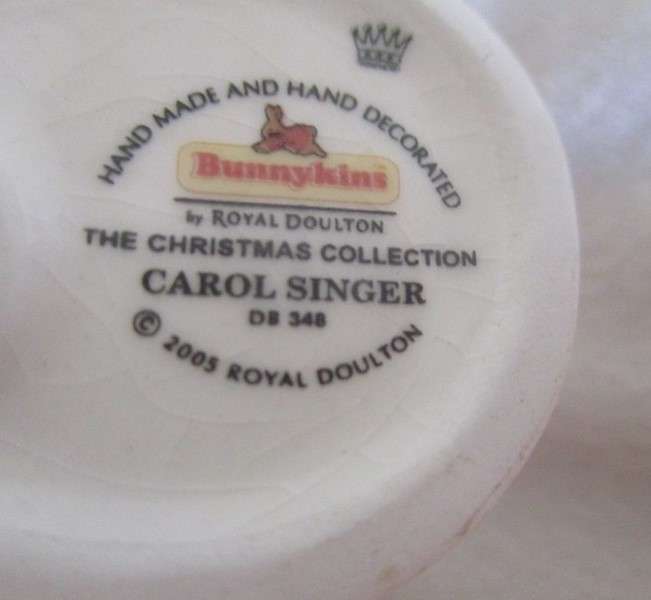 HAND MADE AND HAND DECORATED
Bunnykins
by ROYAL DOULTON
THE CHRISTMAS COLLECTION
CAROL SINGER
DB 348
© 2005 ROYAL DOULTON